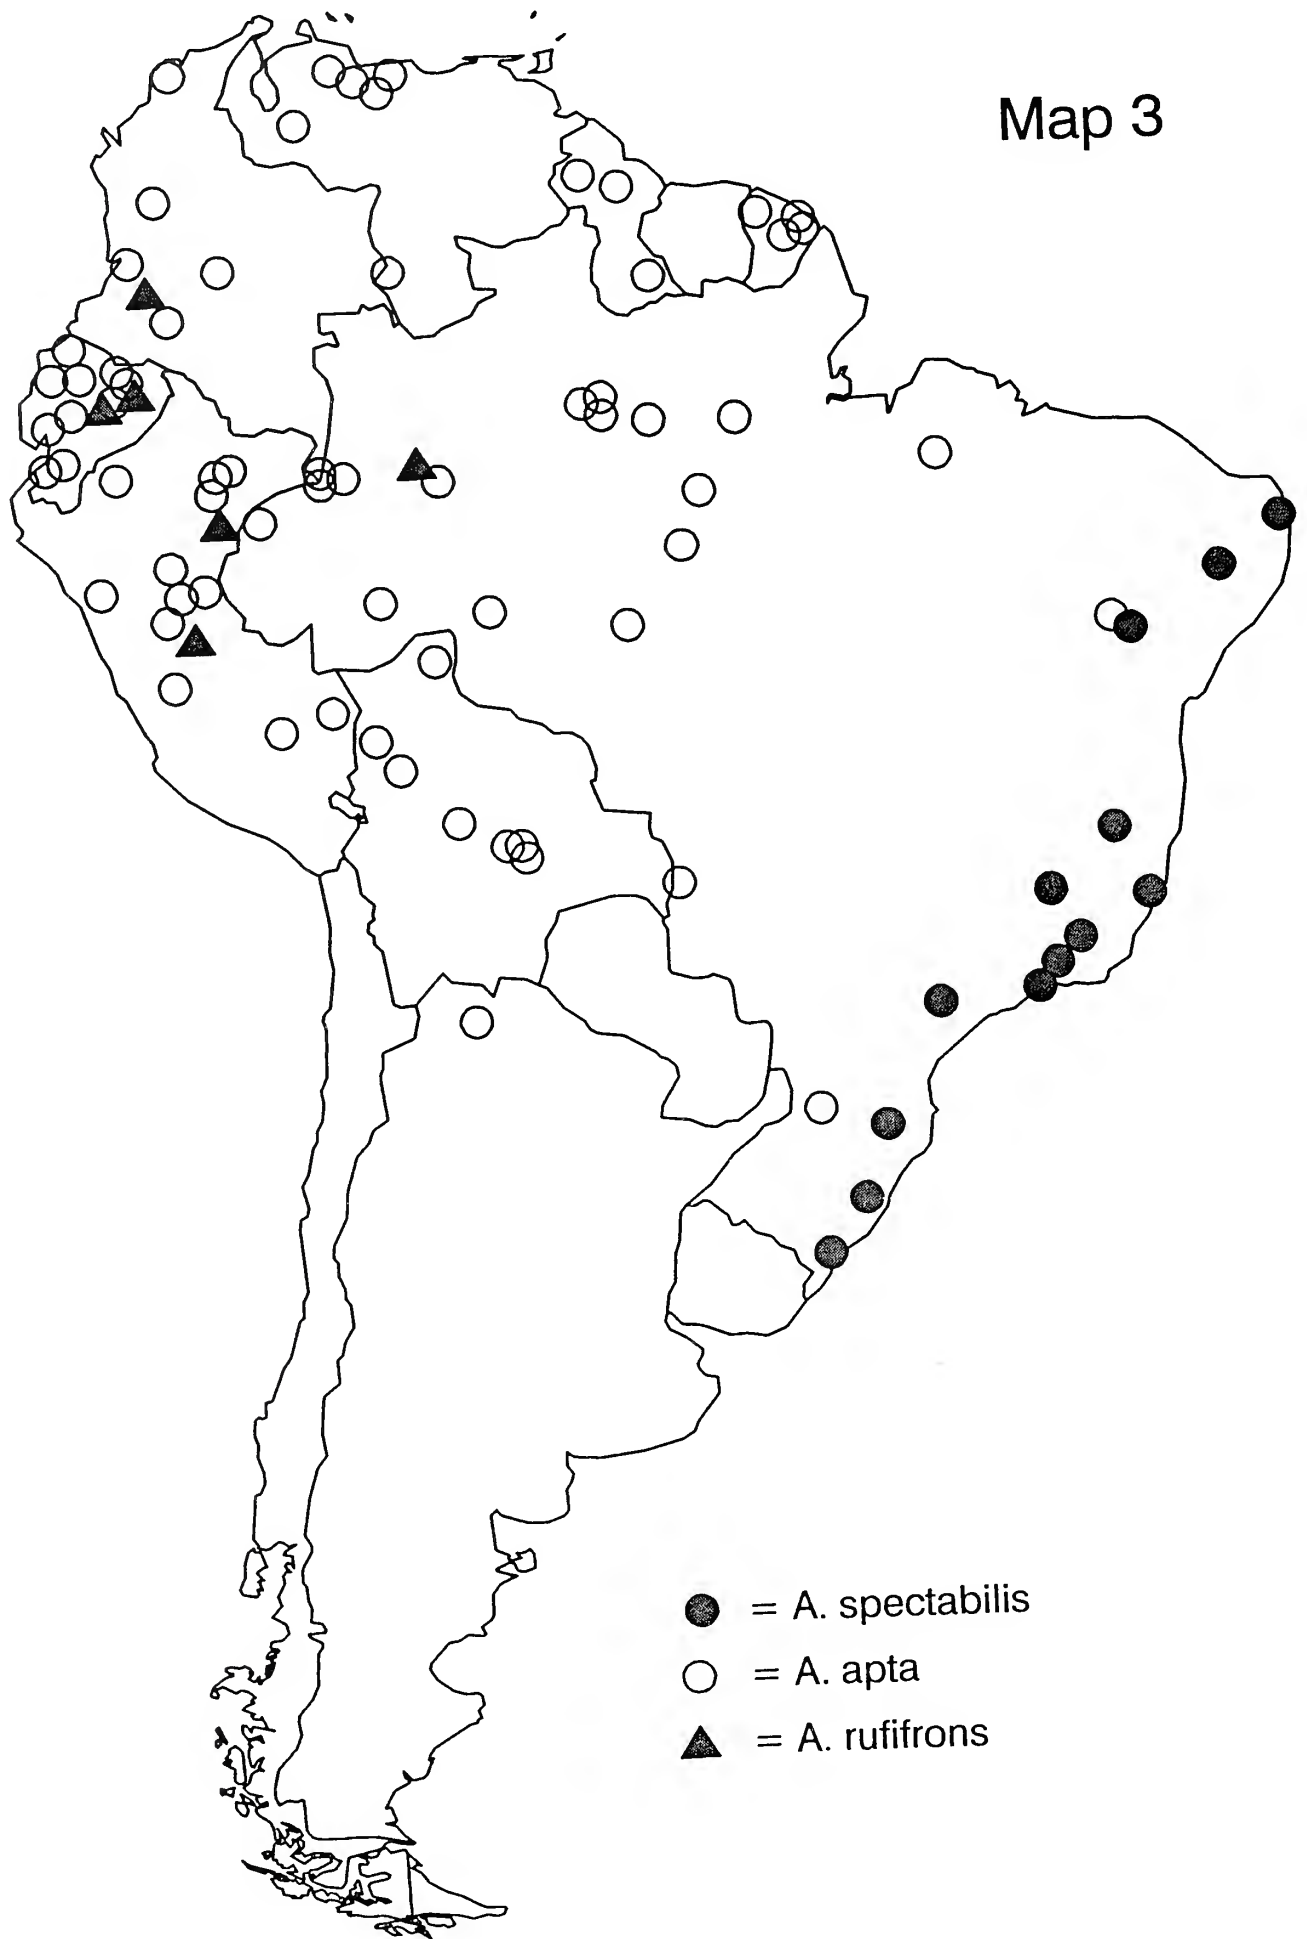 Map 3
= A. spectabilis
= A. apta
= A. rufifrons